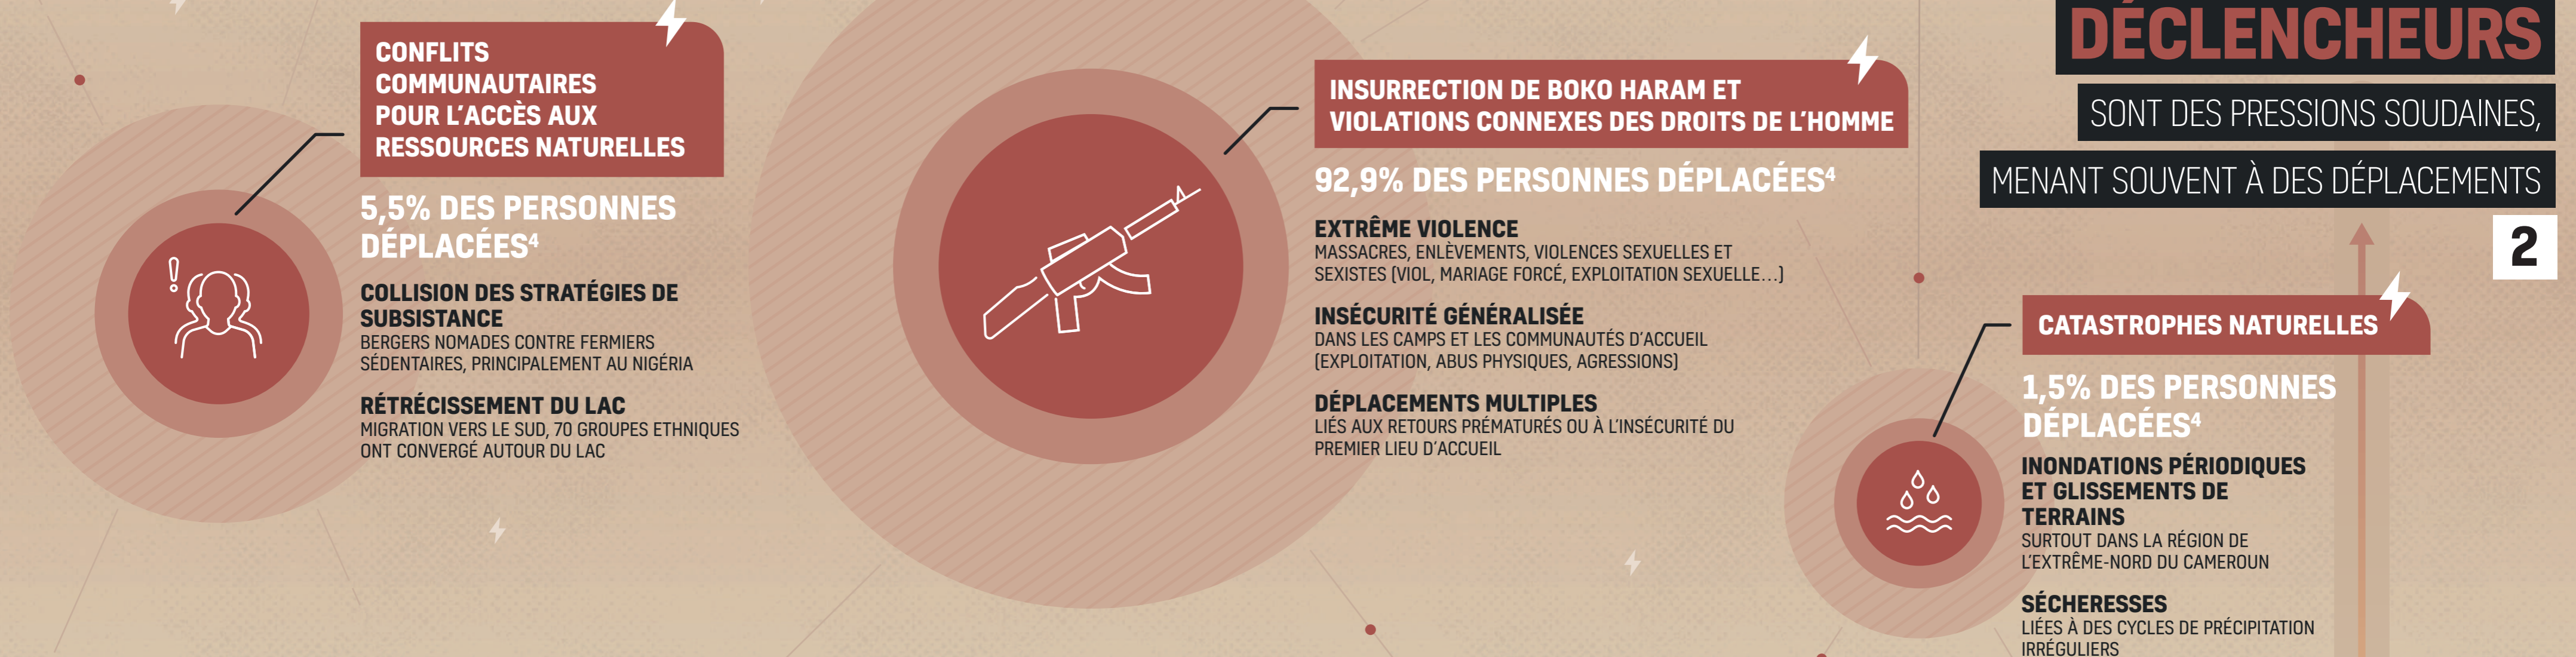 CONFLITS
COMMUNAUTAIRES
POUR L'ACCÈS AUX
RESSOURCES NATURELLES
5,5% DES PERSONNES
DÉPLACÉES⁴
COLLISION DES STRATÉGIES DE
SUBSISTANCE
BERGERS NOMADES CONTRE FERMIERS
SÉDENTAIRES, PRINCIPALEMENT AU NIGÉRIA
RÉTRÉCISSEMENT DU LAC
MIGRATION VERS LE SUD, 70 GROUPES ETHNIQUES
ONT CONVERGÉ AUTOUR DU LAC
INSURRECTION DE BOKO HARAM ET
VIOLATIONS CONNEXES DES DROITS DE L'HOMME
92,9% DES PERSONNES DÉPLACÉES⁴
EXTRÊME VIOLENCE
MASSACRES, ENLÈVEMENTS, VIOLENCES SEXUELLES ET
SEXISTES (VIOL, MARIAGE FORCÉ, EXPLOITATION SEXUELLE...)
INSÉCURITÉ GÉNÉRALISÉE
DANS LES CAMPS ET LES COMMUNAUTÉS D'ACCUEIL
(EXPLOITATION, ABUS PHYSIQUES, AGRESSIONS)
DÉPLACEMENTS MULTIPLES
LIÉS AUX RETOURS PRÉMATURÉS OU À L'INSÉCURITÉ DU
PREMIER LIEU D'ACCUEIL
DÉCLENCHEURS
SONT DES PRESSIONS SOUDAINES,
MENANT SOUVENT À DES DÉPLACEMENTS
2
CATASTROPHES NATURELLES
1,5% DES PERSONNES
DÉPLACÉES⁴
INONDATIONS PÉRIODIQUES
ET GLISSEMENTS DE
TERRAINS
SURTOUT DANS LA RÉGION DE
L'EXTRÊME-NORD DU CAMEROUN
SÉCHERESSES
LIÉES À DES CYCLES DE PRÉCIPITATION
IRRÉGULIERS